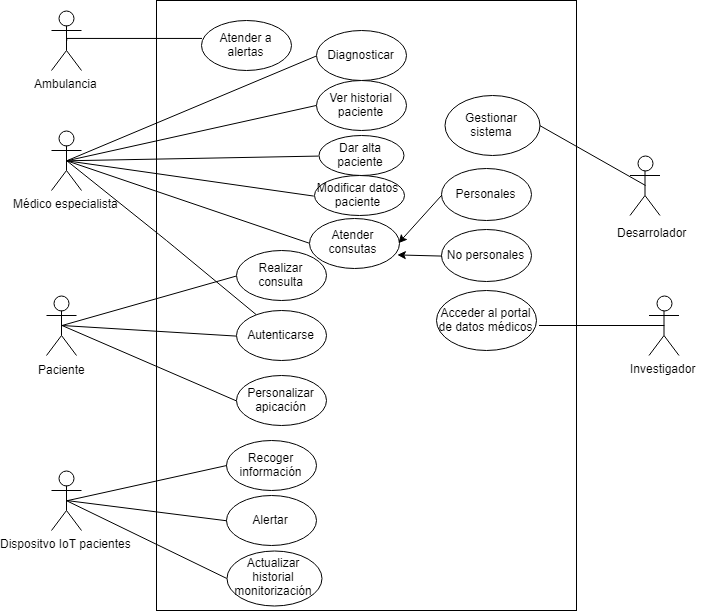 Atender a
alertas
Ambulancia
Diagnosticar
Ver historial
paciente
Gestionar
sistema
Dar alta
paciente
Médico especialista
Modificar datos
paciente
Personales
Desarrolador
Atender
consutas
No personales
Realizar
consulta
Acceder al portal
de datos médicos
Autenticarse
Paciente
Investigador
Personalizar
apicación
Recoger
información
Alertar
Dispositvo IoT pacientes
Actualizar
historial
monitorización